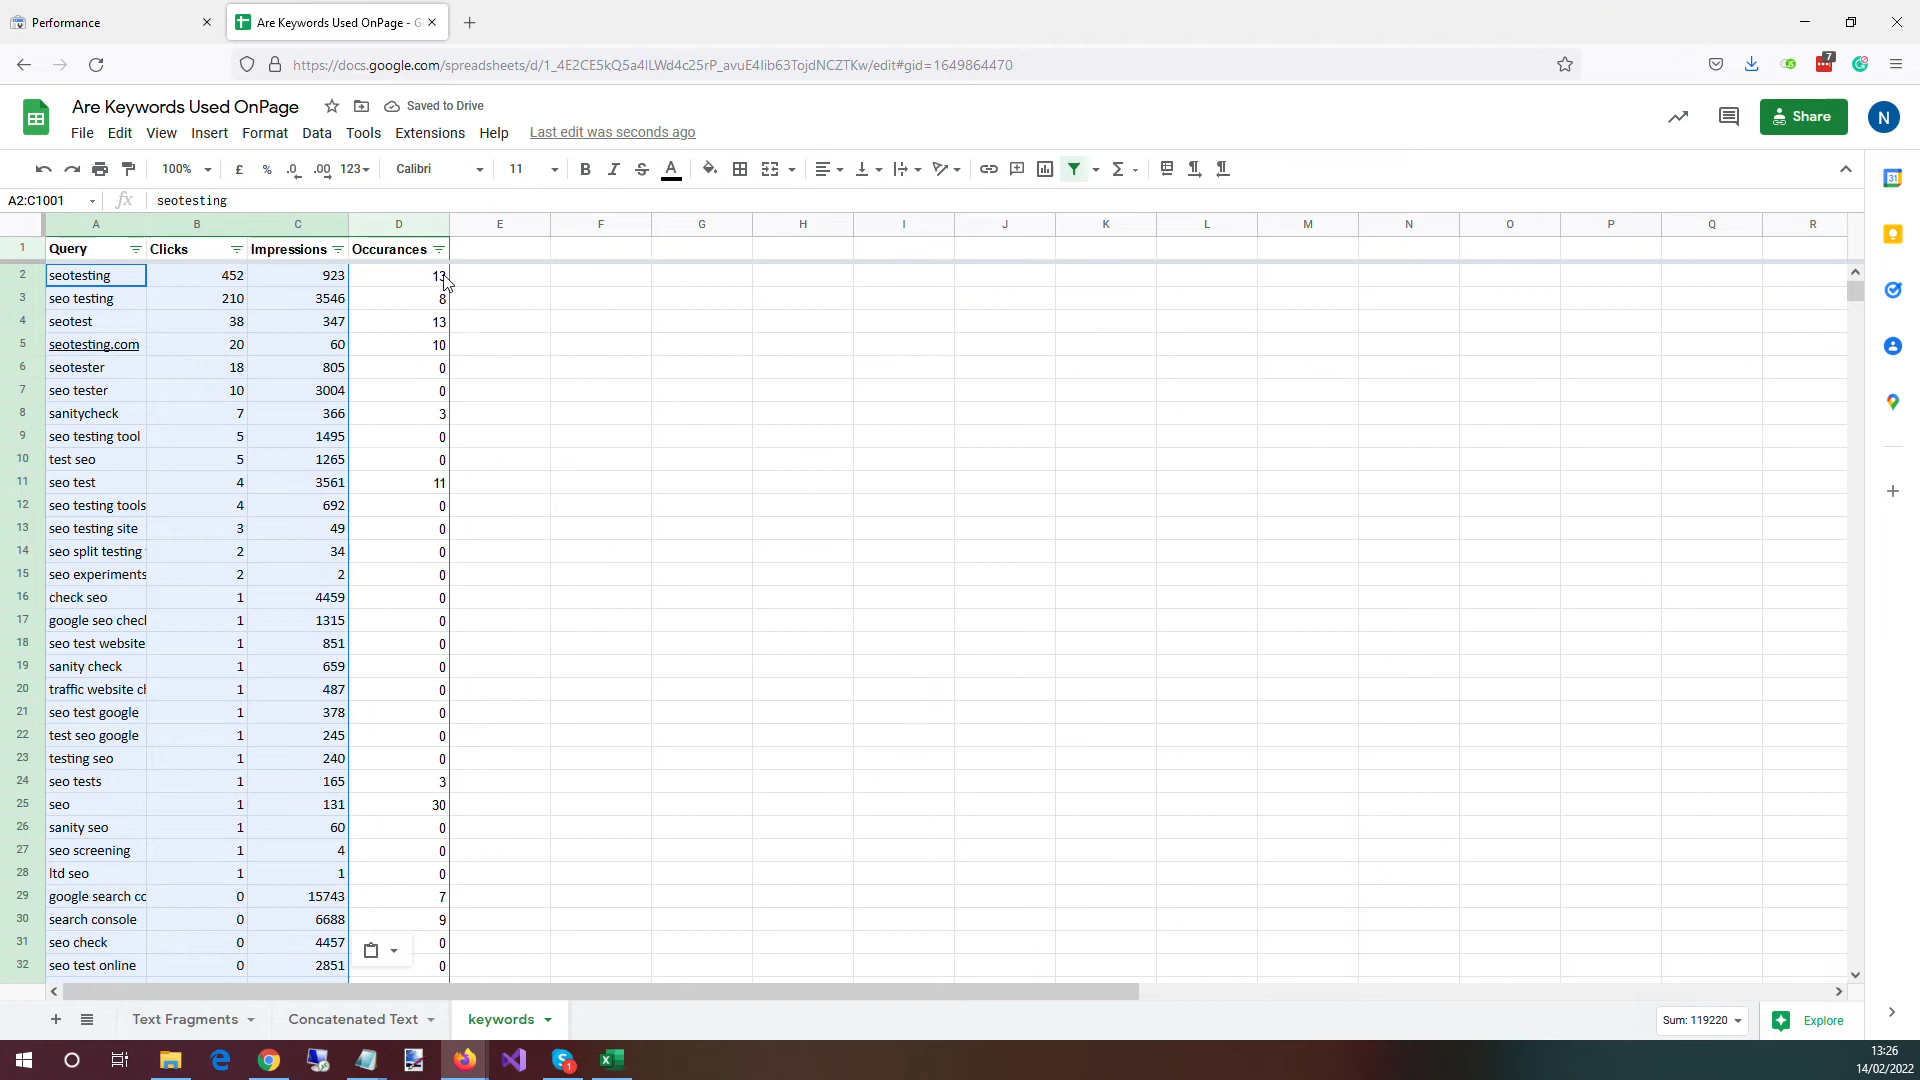 Performance
Are Keywords Used OnPage - G
https://docs.google.com/spreadsheets/d/1_4E2CE5kQ5a4lLWd4c25rP_avuE4Iib63TojdNCZTKw/edit#gid=1649864470
7
Are Keywords Used OnPage
Saved to Drive
File Edit View Insert Format Data Tools Extensions Help Last edit was seconds ago
Share
N
100% £ % .0 .00 123 Calibri 11 B I S A
31
A2:C1001 fx seotesting
A B C D E F G H I J K L M N O P Q R
1 Query Clicks Impressions Occurances
2 seotesting 452 923 13
3 seo testing 210 3546 8
4 seotest 38 347 13
5 seotesting.com 20 60 10
6 seotester 18 805 0
7 seo tester 10 3004 0
8 sanitycheck 7 366 3
9 seo testing tool 5 1495 0
10 test seo 5 1265 0
11 seo test 4 3561 11
12 seo testing tools 4 692 0
13 seo testing site 3 49 0
14 seo split testing 2 34 0
15 seo experiments 2 2 0
16 check seo 1 4459 0
17 google seo check 1 1315 0
18 seo test website 1 851 0
19 sanity check 1 659 0
20 traffic website ch 1 487 0
21 seo test google 1 378 0
22 test seo google 1 245 0
23 testing seo 1 240 0
24 seo tests 1 165 3
25 seo 1 131 30
26 sanity seo 1 60 0
27 seo screening 1 4 0
28 ltd seo 1 1 0
29 google search co 0 15743 7
30 search console 0 6688 9
31 seo check 0 4457 0
32 seo test online 0 2851 0
Text Fragments Concatenated Text keywords Sum: 119220 Explore
1
13:26
14/02/2022